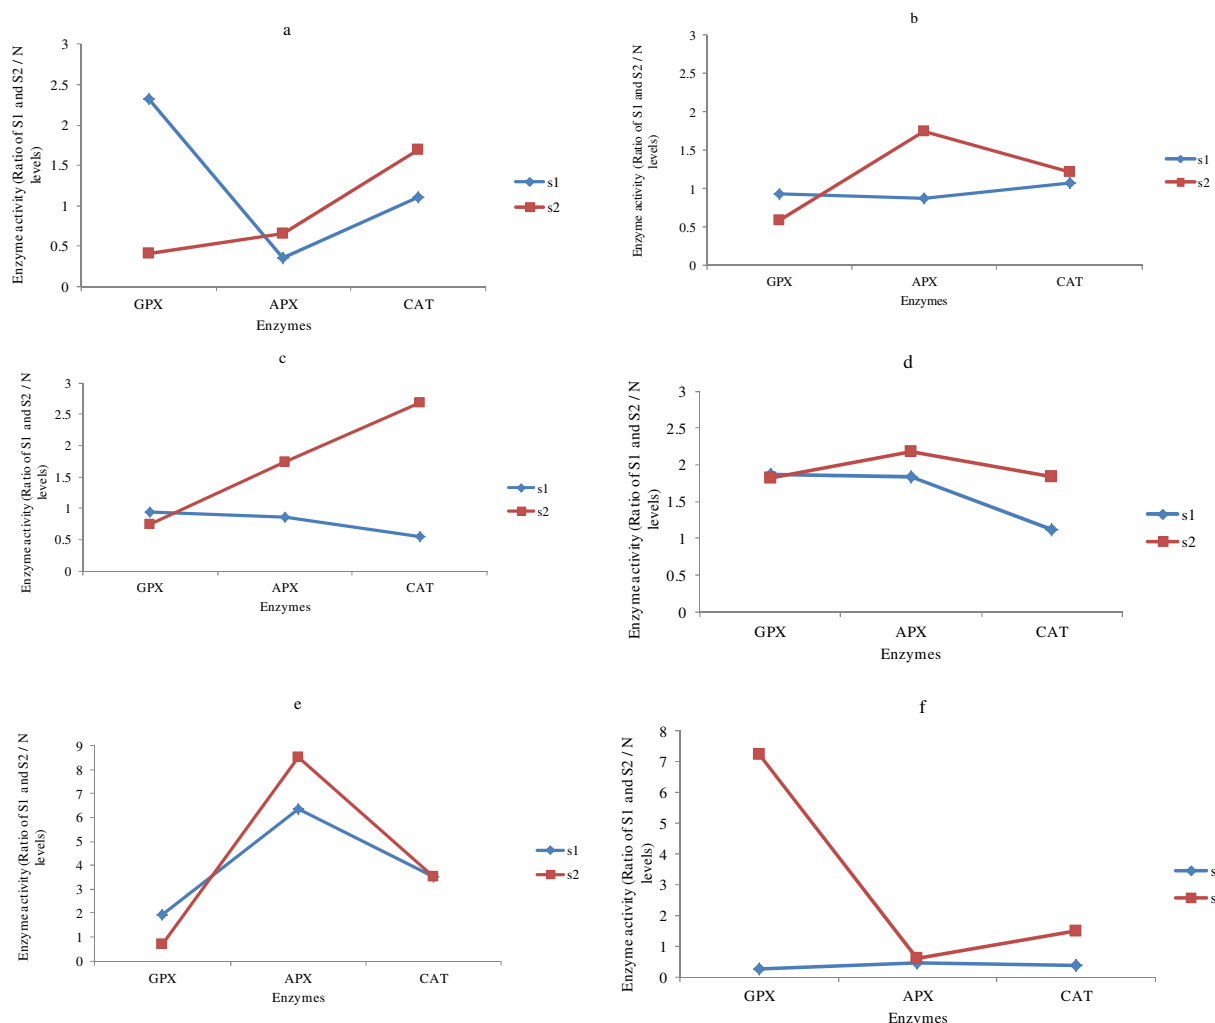 a
Enzyme activity (Ratio of S1 and S2 / N
levels)
3
2.5
2
1.5
1
0.5
0
GPX APX CAT
Enzymes
s1
s2
b
Enzyme activity (Ratio of S1 and S2 / N
levels)
3
2.5
2
1.5
1
0.5
0
GPX APX CAT
Enzymes
s1
s2
c
Enzyme activity (Ratio of S1 and S2 / N
levels)
3
2.5
2
1.5
1
0.5
0
GPX APX CAT
Enzymes
s1
s2
d
Enzyme activity (Ratio of S1 and S2 / N
levels)
3
2.5
2
1.5
1
0.5
0
GPX APX CAT
Enzymes
s1
s2
e
Enzyme activity (Ratio of S1 and S2 / N
levels)
9
8
7
6
5
4
3
2
1
0
GPX APX CAT
Enzymes
s1
s2
f
Enzyme activity (Ratio of S1 and S2 / N
levels)
8
7
6
5
4
3
2
1
0
GPX APX CAT
Enzymes
s
s